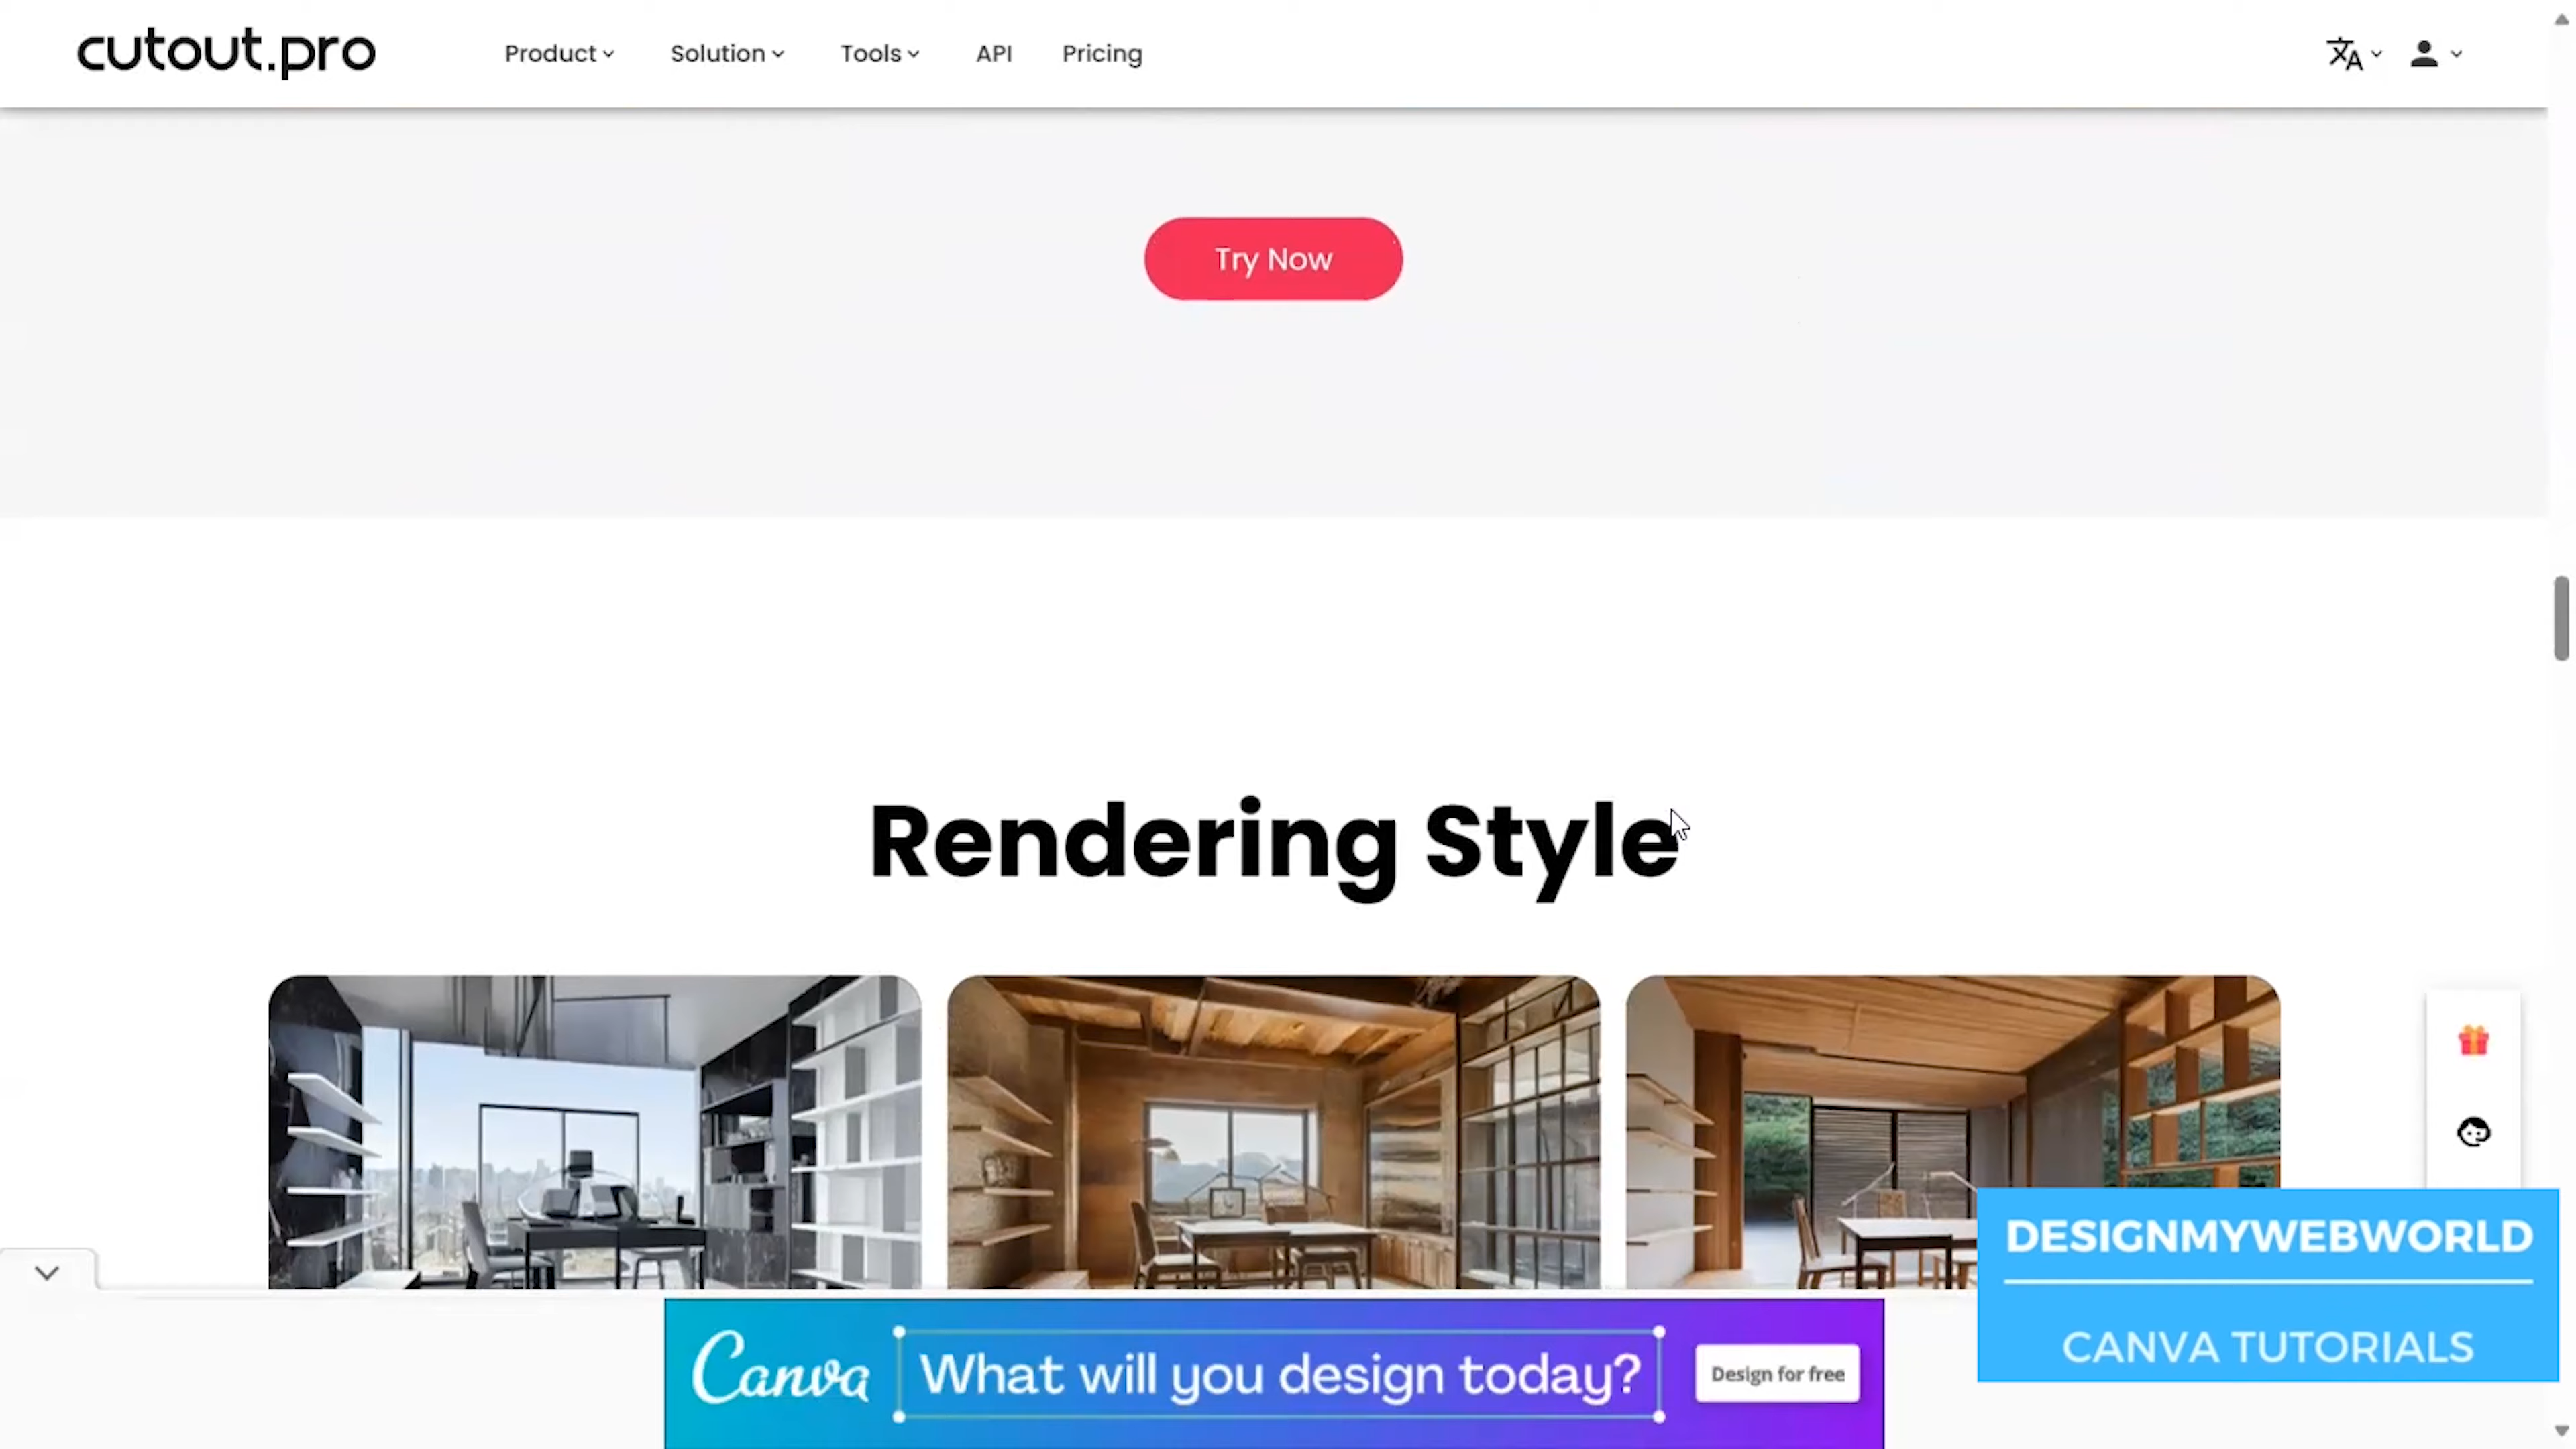 cutout.pro
Product
Solution
Tools
API
Pricing
Try Now
Rendering Style
DESIGNMYWEBWORLD
CANVA TUTORIALS
Canva
What will you design today?
Design for free